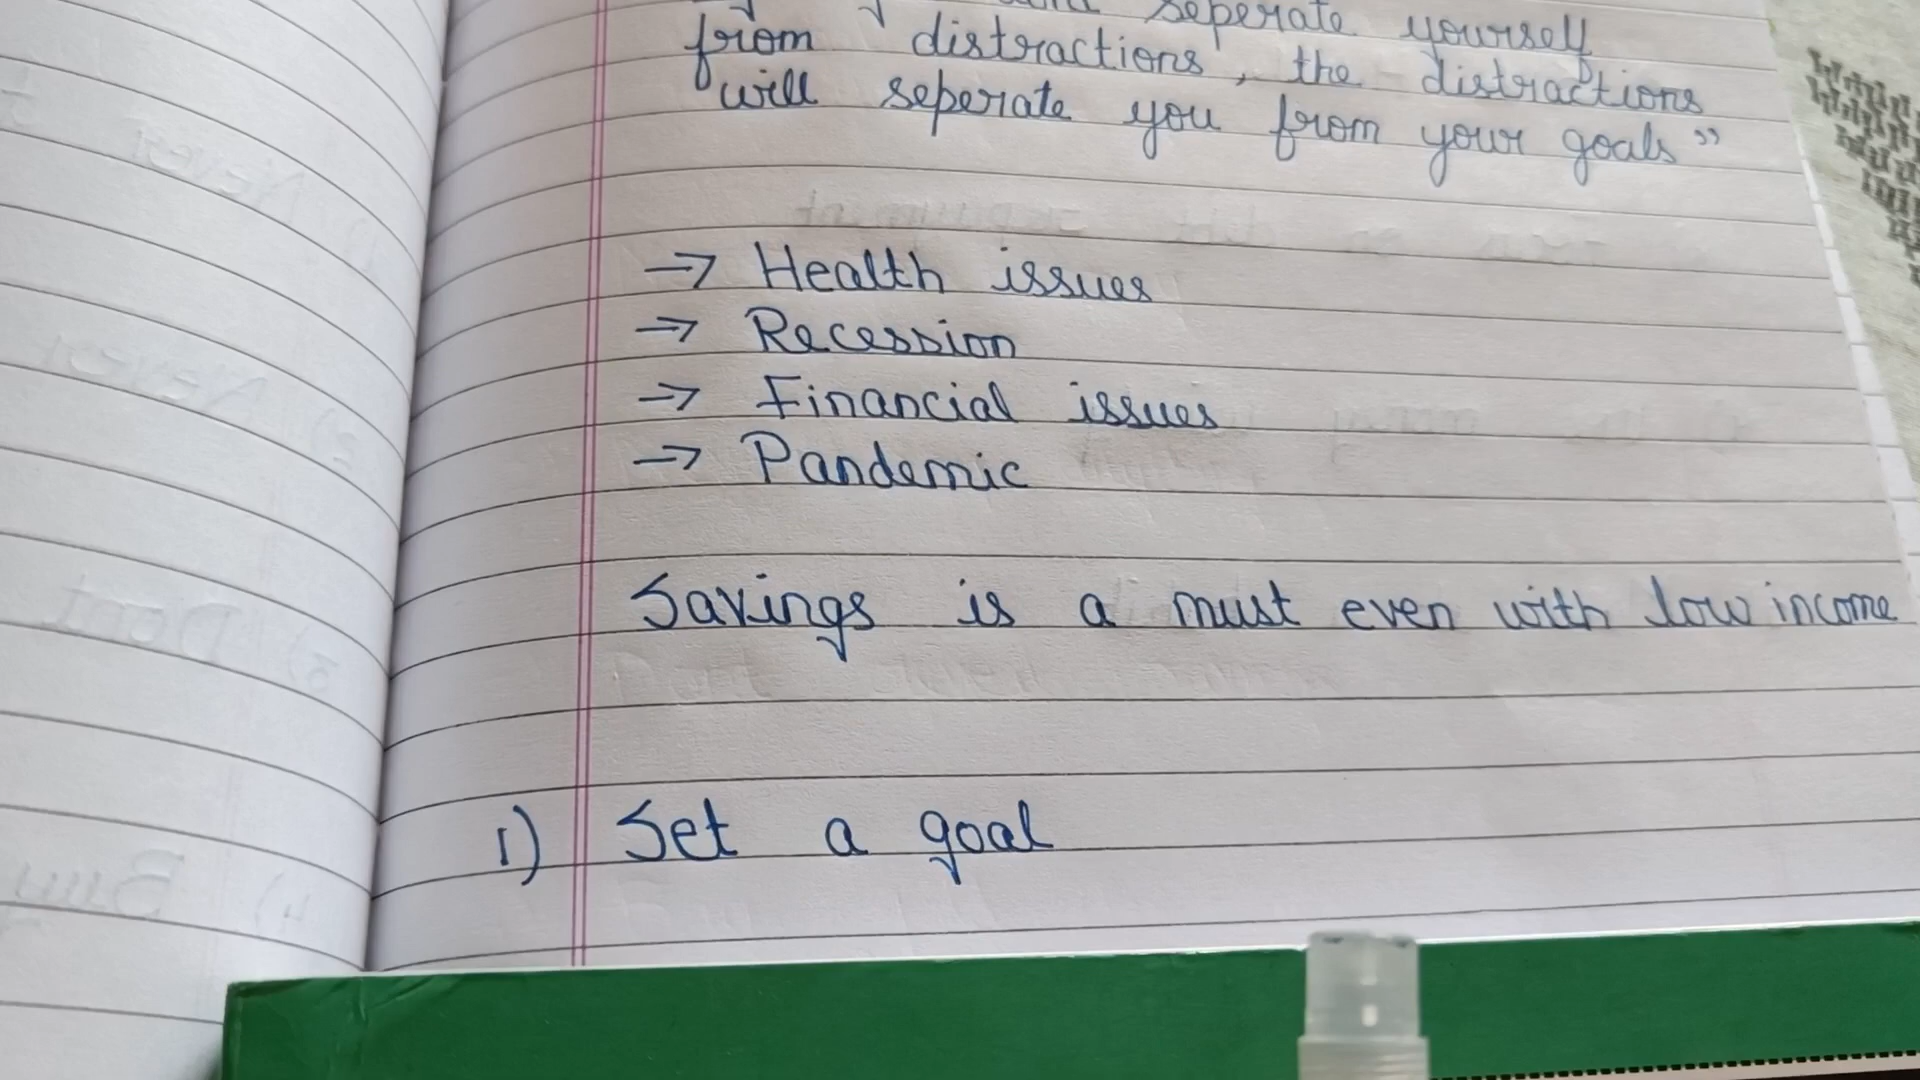 seperate yourself
from distractions, the distractions
will seperate you from your goals”
→ Health issues
→ Recession
→ Financial issues
→ Pandemic
Savings is a must even with low income
1) Set a goal